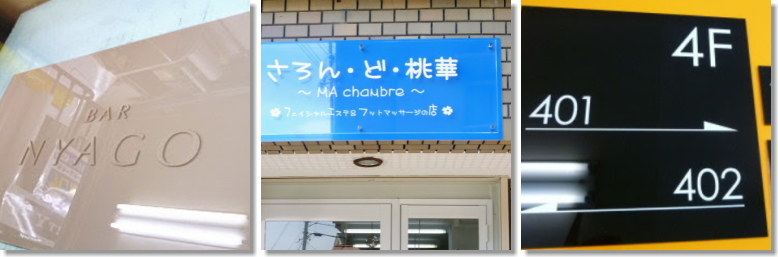 BAR
NYAGO
さろん・ど・桃華
～ MA chambre ～
フェイシャルエステ& フットマッサージの店
4F
401
402